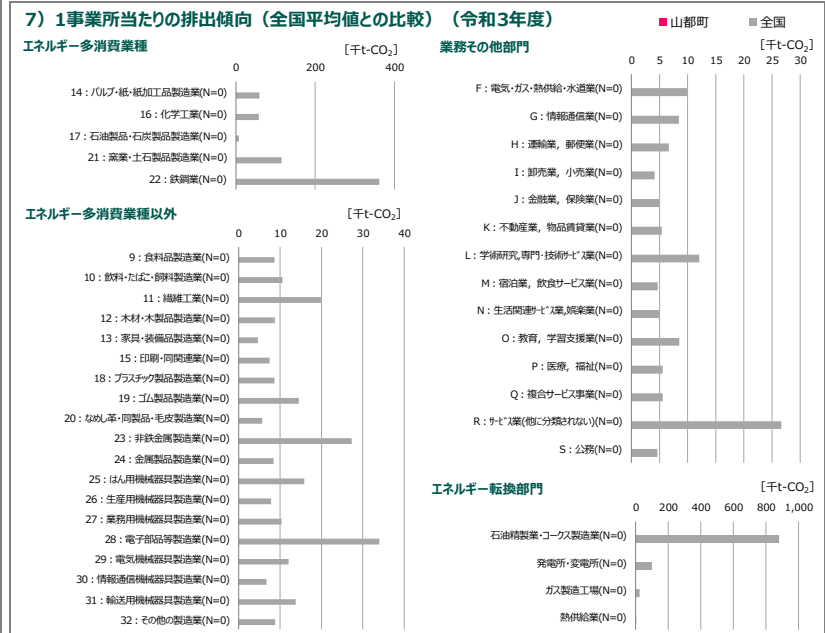 7）1事業所当たりの排出傾向（全国平均値との比較）（令和3年度）
■山都町 ■全国
エネルギー多消費業種
[千t-CO₂]
0 200 400
14：パルプ・紙・紙加工品製造業(N=0)
16：化学工業(N=0)
17：石油製品・石炭製品製造業(N=0)
21：窯業・土石製品製造業(N=0)
22：鉄鋼業(N=0)
エネルギー多消費業種以外
[千t-CO₂]
0 10 20 30 40
9：食料品製造業(N=0)
10：飲料・たばこ・飼料製造業(N=0)
11：繊維工業(N=0)
12：木材・木製品製造業(N=0)
13：家具・装備品製造業(N=0)
15：印刷・同関連業(N=0)
18：プラスチック製品製造業(N=0)
19：ゴム製品製造業(N=0)
20：なめし革・同製品・毛皮製造業(N=0)
23：非鉄金属製造業(N=0)
24：金属製品製造業(N=0)
25：はん用機械器具製造業(N=0)
26：生産用機械器具製造業(N=0)
27：業務用機械器具製造業(N=0)
28：電子部品等製造業(N=0)
29：電気機械器具製造業(N=0)
30：情報通信機械器具製造業(N=0)
31：輸送用機械器具製造業(N=0)
32：その他の製造業(N=0)
業務その他部門
[千t-CO₂]
0 5 10 15 20 25 30
F：電気・ガス・熱供給・水道業(N=0)
G：情報通信業(N=0)
H：運輸業，郵便業(N=0)
I：卸売業，小売業(N=0)
J：金融業，保険業(N=0)
K：不動産業，物品賃貸業(N=0)
L：学術研究,専門・技術サービス業(N=0)
M：宿泊業，飲食サービス業(N=0)
N：生活関連サービス業,娯楽業(N=0)
O：教育，学習支援業(N=0)
P：医療，福祉(N=0)
Q：複合サービス事業(N=0)
R：サービス業(他に分類されない)(N=0)
S：公務(N=0)
エネルギー転換部門
[千t-CO₂]
0 200 400 600 800 1,000
石油精製業・コークス製造業(N=0)
発電所・変電所(N=0)
ガス製造工場(N=0)
熱供給業(N=0)